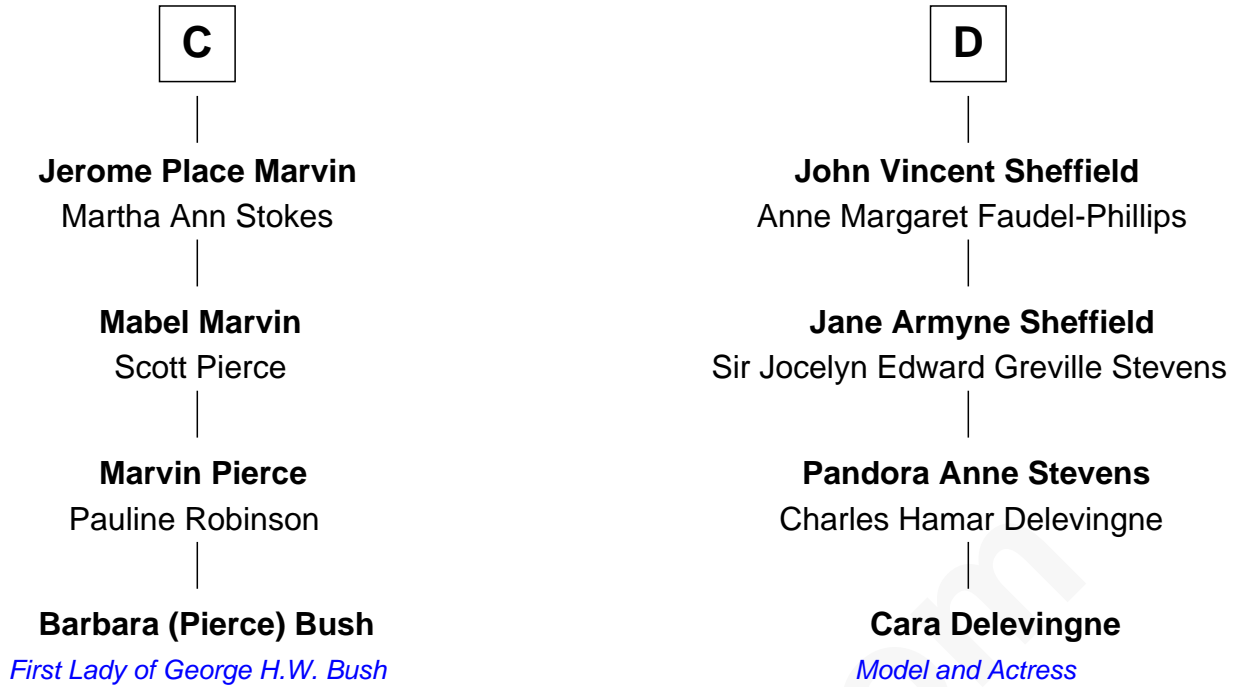 C
Jerome Place Marvin
Martha Ann Stokes
Mabel Marvin
Scott Pierce
Marvin Pierce
Pauline Robinson
Barbara (Pierce) Bush
First Lady of George H.W. Bush
D
John Vincent Sheffield
Anne Margaret Faudel-Phillips
Jane Armyne Sheffield
Sir Jocelyn Edward Greville Stevens
Pandora Anne Stevens
Charles Hamar Delevingne
Cara Delevingne
Model and Actress